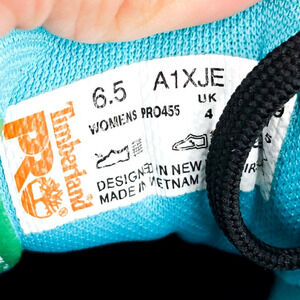 6.5 A1XJE
UK
WOMENS PRO455 4
Timberland
PRO
DESIGNED IN NEW
MADE IN VIETNAM